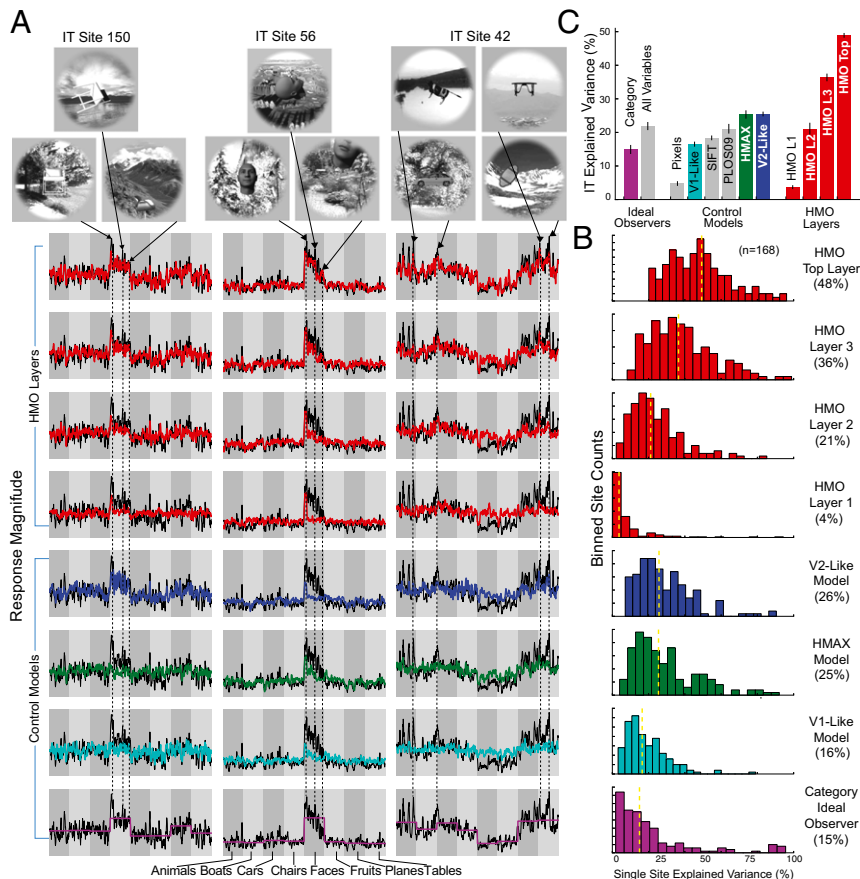 A
IT Site 150
IT Site 56
IT Site 42
HMO Layers
Response Magnitude
Control Models
Animals Boats Cars Chairs Faces Fruits Planes Tables
C
IT Explained Variance (%)
50
40
30
20
10
0
Category
All Variables
Pixels
V1-Like
SIFT
PLOS09
HMAX
V2-Like
HMO L1
HMO L2
HMO L3
HMO Top
Ideal
Observers
Control
Models
HMO
Layers
B
Binned Site Counts
(n=168)
HMO
Top Layer
(48%)
HMO
Layer 3
(36%)
HMO
Layer 2
(21%)
HMO
Layer 1
(4%)
V2-Like
Model
(26%)
HMAX
Model
(25%)
V1-Like
Model
(16%)
Category
Ideal
Observer
(15%)
0 25 50 75 100
Single Site Explained Variance (%)